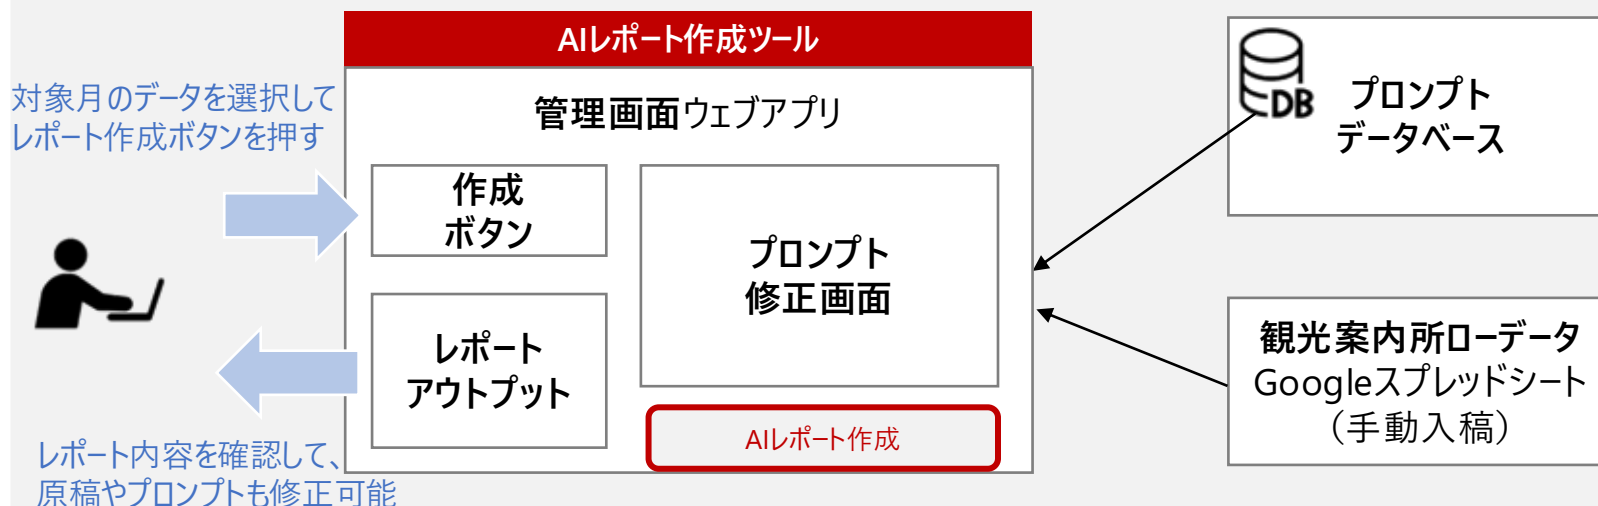 AIレポート作成ツール
対象月のデータを選択して
レポート作成ボタンを押す
管理画面ウェブアプリ
作成
ボタン
プロンプト
修正画面
レポート
アウトプット
AIレポート作成
レポート内容を確認して、
原稿やプロンプトも修正可能
DB
プロンプト
データベース
観光案内所ローデータ
Googleスプレッドシート
（手動入稿）